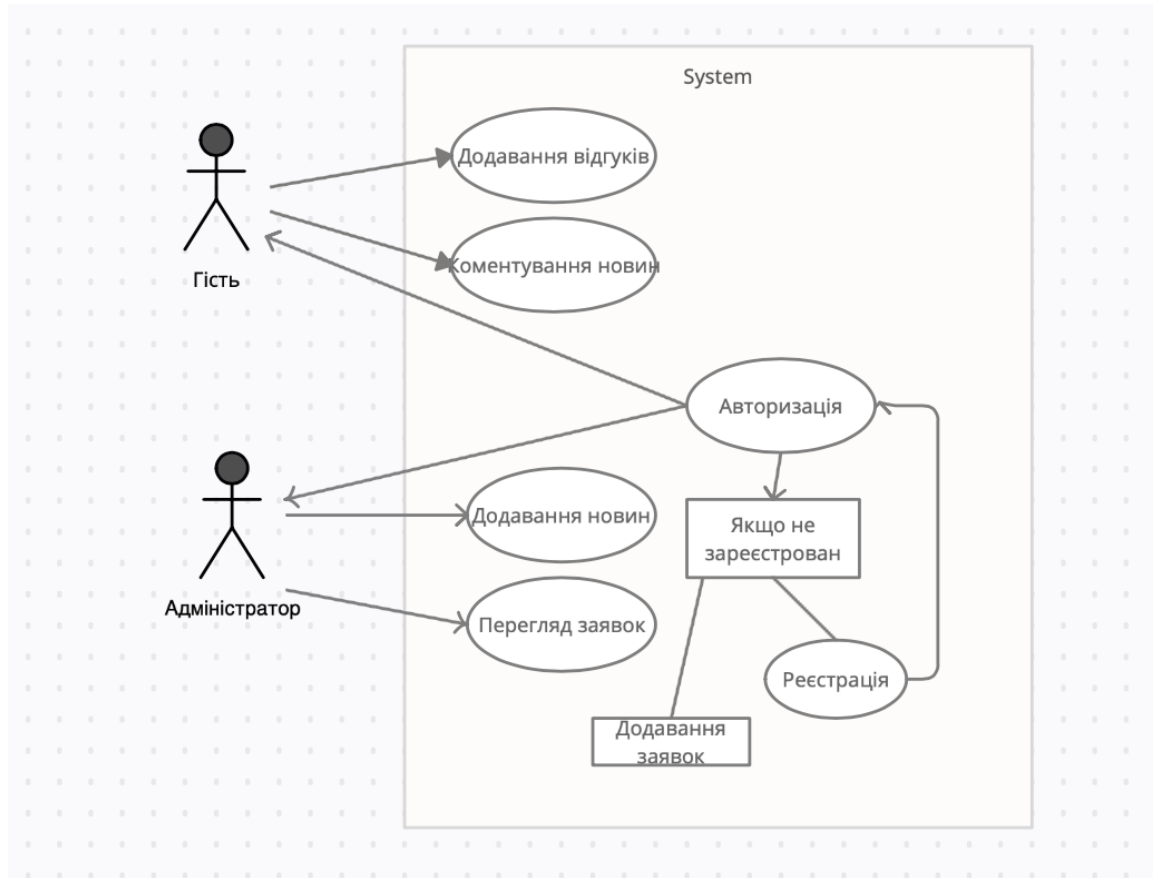 System
Додавання відгуків
Коментування новин
Гість
Авторизація
Додавання новин
Якщо не
зареєстрован
Адміністратор
Перегляд заявок
Реєстрація
Додавання
заявок